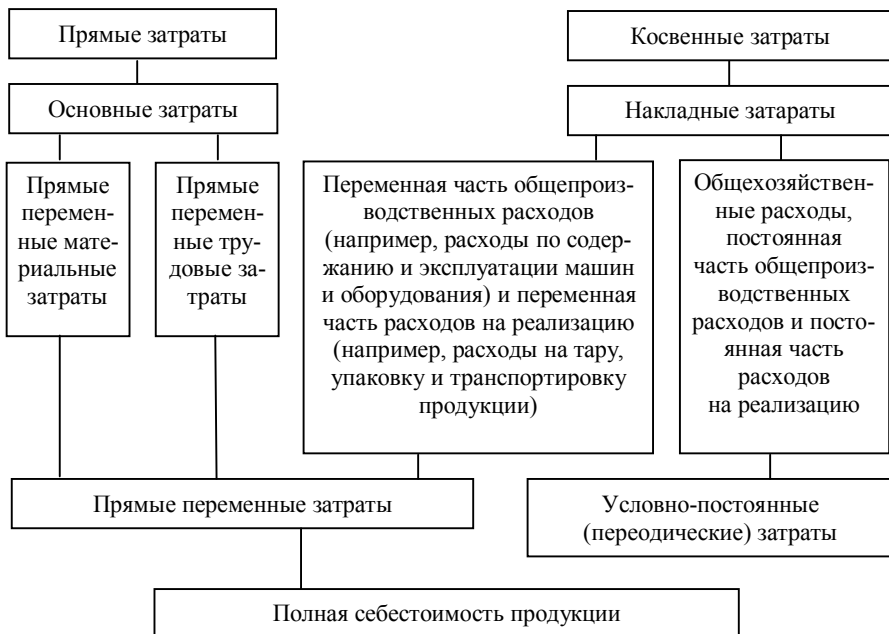 Прямые затраты
Косвенные затраты
Основные затраты
Накладные затараты
Прямые
перемен-
ные мате-
риальные
затраты
Прямые
перемен-
ные тру-
довые за-
траты
Переменная часть общепроиз-
водственных расходов
(например, расходы по содер-
жанию и эксплуатации машин
и оборудования) и переменная
часть расходов на реализацию
(например, расходы на тару,
упаковку и транспортировку
продукции)
Общехозяйствен-
ные расходы,
постоянная
часть общепроиз-
водственных
расходов и посто-
янная часть
расходов
на реализацию
Прямые переменные затраты
Условно-постоянные
(переодические) затраты
Полная себестоимость продукции